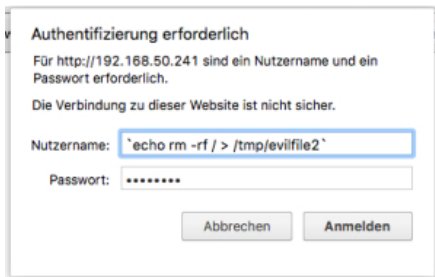 Authentifizierung erforderlich
Für http://192.168.50.241 sind ein Nutzername und ein
Passwort erforderlich.
Die Verbindung zu dieser Website ist nicht sicher.
Nutzername: `echo rm -rf / > /tmp/evilfile2`
Passwort: ••••••••
Abbrechen Anmelden